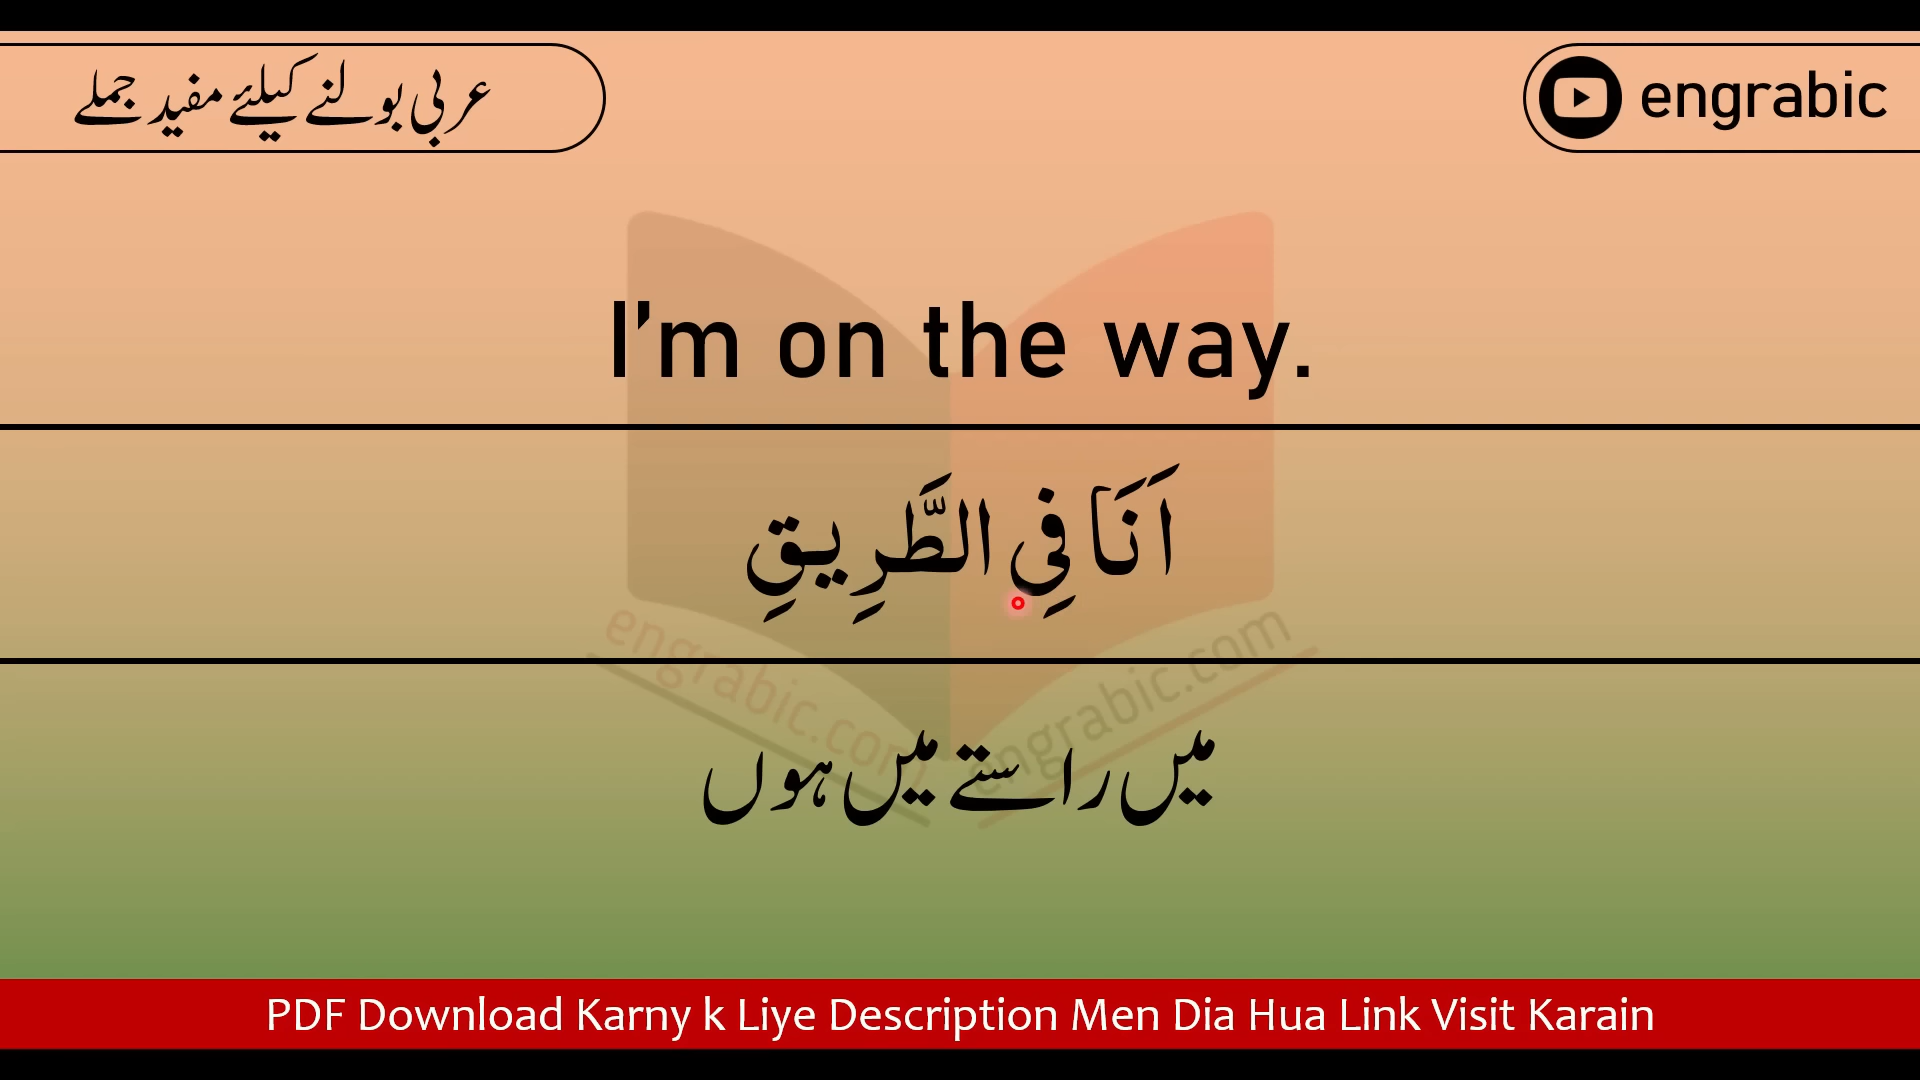 عربی بولنے کیلئے مفید جملے
engrabic
I'm on the way.
اَنَا فِي الطَّرِيقِ
engrabic.com
engrabic.com
میں راستے میں ہوں
PDF Download Karny k Liye Description Men Dia Hua Link Visit Karain